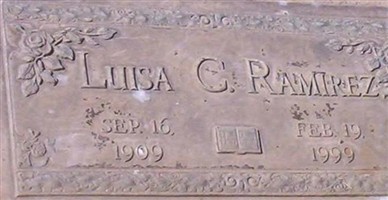 LUISA C. RAMIREZ
SEP. 16, FEB. 19,
1909 1999